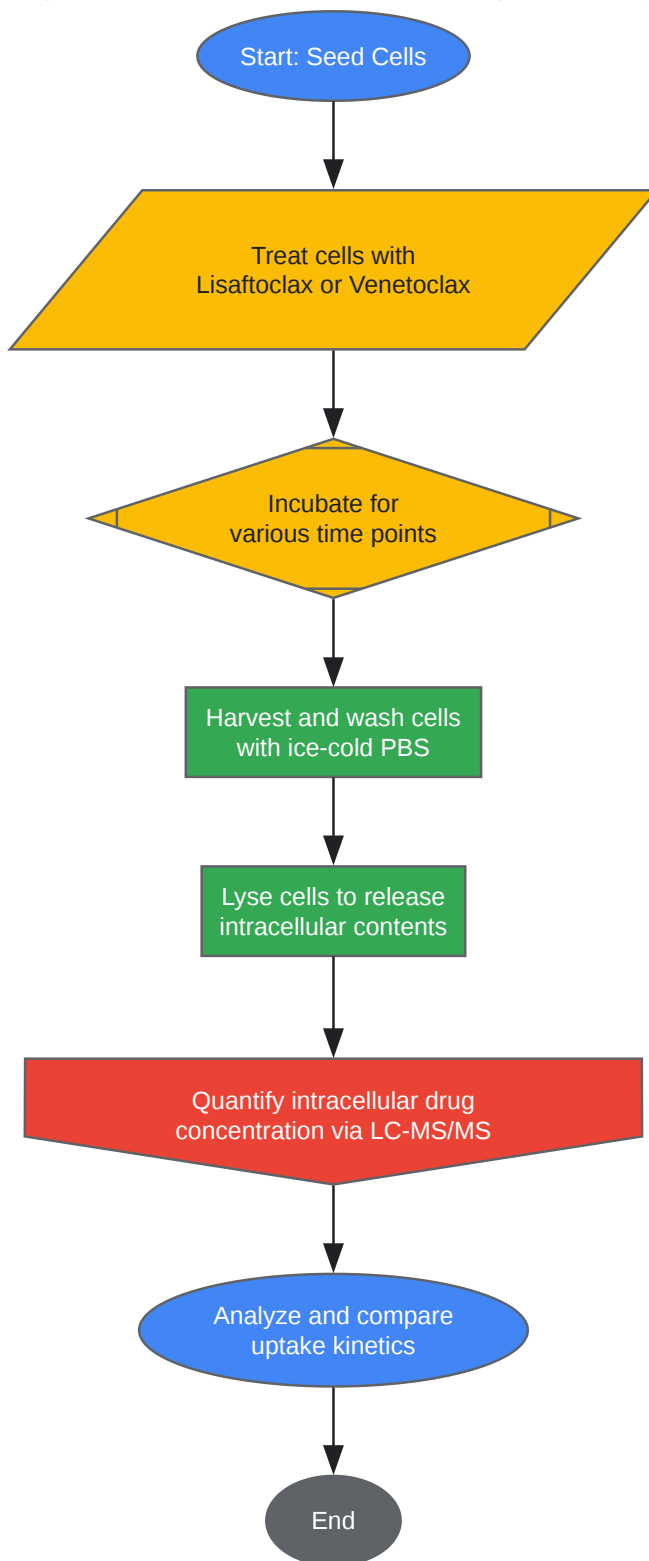 Start: Seed Cells
Treat cells with
Lisaftoclax or Venetoclax
Incubate for
various time points
Harvest and wash cells
with ice-cold PBS
Lyse cells to release
intracellular contents
Quantify intracellular drug
concentration via LC-MS/MS
Analyze and compare
uptake kinetics
End